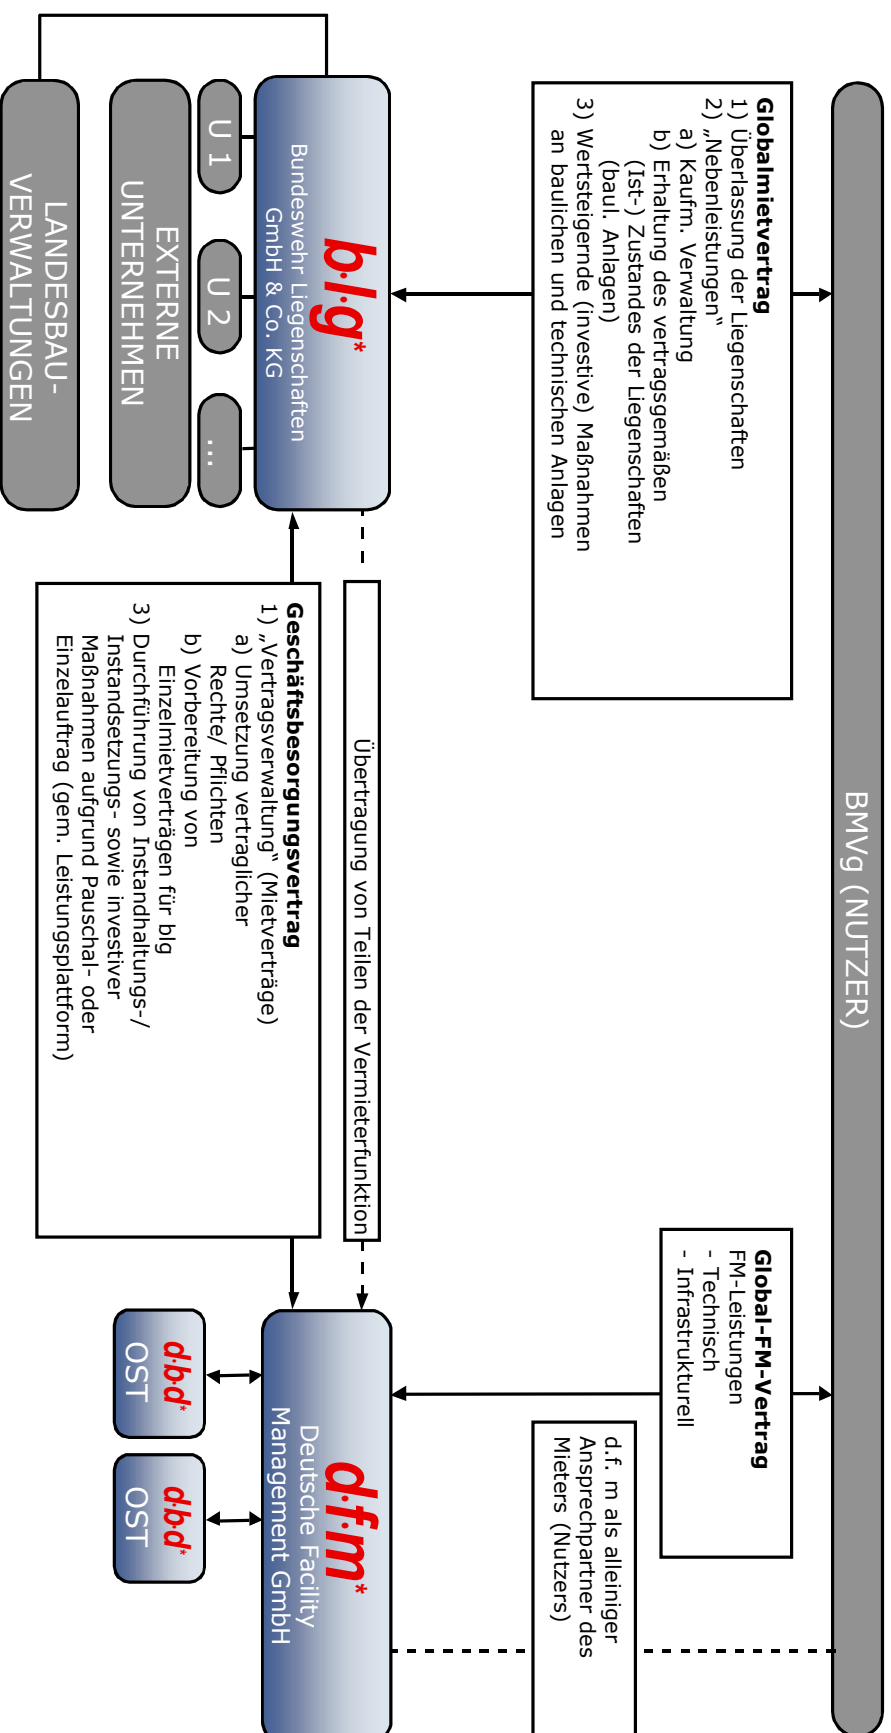 BMVg (NUTZER)
Globalmietvertrag
1) Überlassung der Liegenschaften
2) „Nebenleistungen“
a) Kaufm. Verwaltung
b) Erhaltung des vertragsgemäßen
(Ist-) Zustandes der Liegenschaften
(baul. Anlagen)
3) Wertsteigernde (investive) Maßnahmen
an baulichen und technischen Anlagen
Global-FM-Vertrag
FM-Leistungen
- Technisch
- Infrastrukturell
d.f. m als alleiniger
Ansprechpartner des
Mieters (Nutzers)
b·l·g*
Bundeswehr Liegenschaften
GmbH & Co. KG
Übertragung von Teilen der Vermieterfunktion
Geschäftsbesorgungsvertrag
1) „Vertragsverwaltung“ (Mietverträge)
a) Umsetzung vertraglicher
Rechte/ Pflichten
b) Vorbereitung von
Einzelmietverträgen für blg
3) Durchführung von Instandhaltungs-/
Instandsetzungs- sowie investiver
Maßnahmen aufgrund Pauschal- oder
Einzelauftrag (gem. Leistungsplattform)
d·f·m*
Deutsche Facility
Management GmbH
U 1
U 2
...
EXTERNE
UNTERNEHMEN
LANDESBAU-
VERWALTUNGEN
d·b·d*
OST
d·b·d*
OST